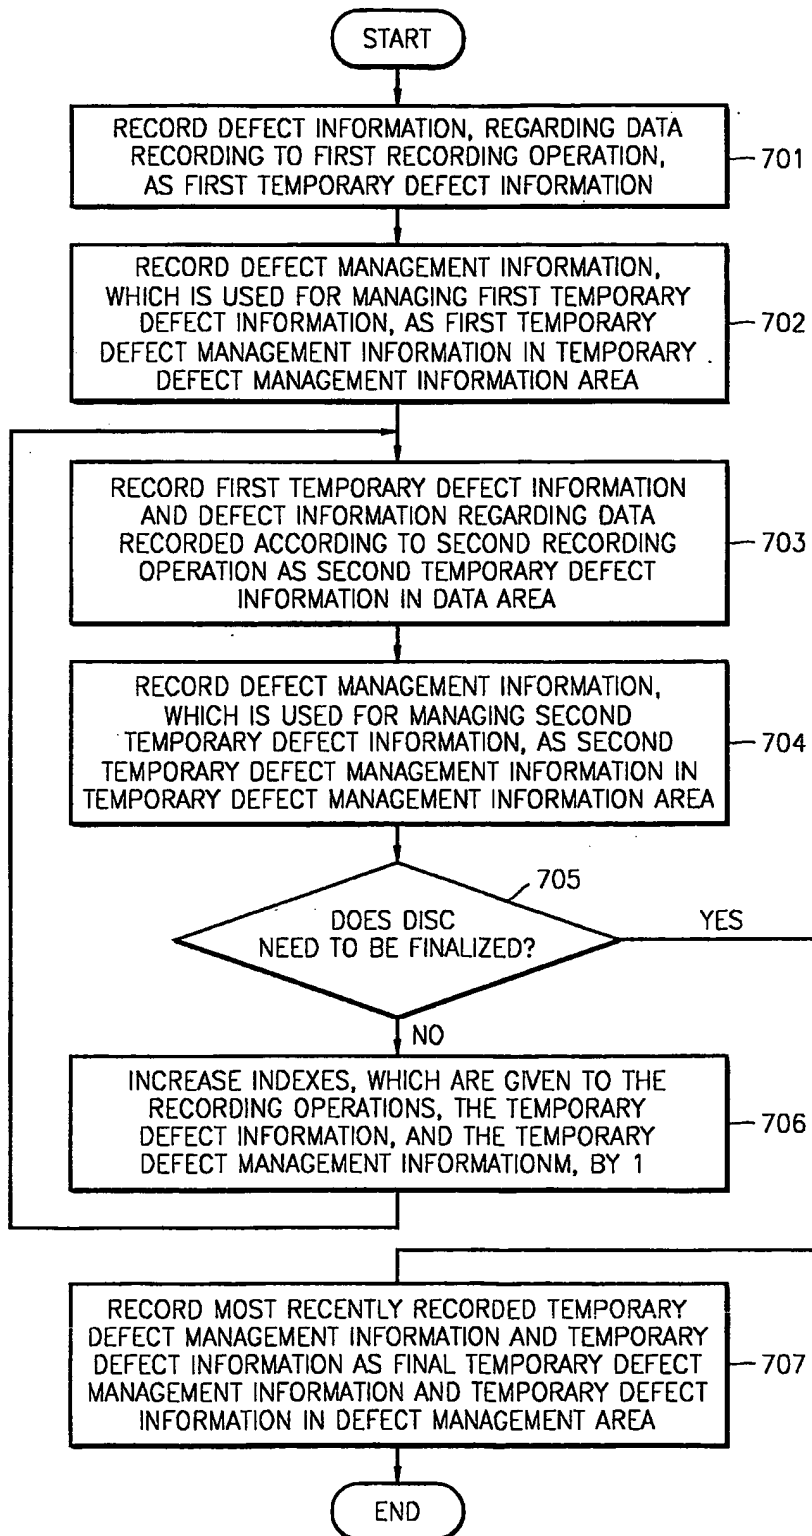 START
RECORD DEFECT INFORMATION, REGARDING DATA
RECORDING TO FIRST RECORDING OPERATION,
AS FIRST TEMPORARY DEFECT INFORMATION
701
RECORD DEFECT MANAGEMENT INFORMATION,
WHICH IS USED FOR MANAGING FIRST TEMPORARY
DEFECT INFORMATION, AS FIRST TEMPORARY
DEFECT MANAGEMENT INFORMATION IN TEMPORARY
DEFECT MANAGEMENT INFORMATION AREA
702
RECORD FIRST TEMPORARY DEFECT INFORMATION
AND DEFECT INFORMATION REGARDING DATA
RECORDED ACCORDING TO SECOND RECORDING
OPERATION AS SECOND TEMPORARY DEFECT
INFORMATION IN DATA AREA
703
RECORD DEFECT MANAGEMENT INFORMATION,
WHICH IS USED FOR MANAGING SECOND
TEMPORARY DEFECT INFORMATION, AS SECOND
TEMPORARY DEFECT MANAGEMENT INFORMATION IN
TEMPORARY DEFECT MANAGEMENT INFORMATION AREA
704
705
DOES DISC
NEED TO BE FINALIZED?
YES
NO
INCREASE INDEXES, WHICH ARE GIVEN TO THE
RECORDING OPERATIONS, THE TEMPORARY
DEFECT INFORMATION, AND THE TEMPORARY
DEFECT MANAGEMENT INFORMATIONM, BY 1
706
RECORD MOST RECENTLY RECORDED TEMPORARY
DEFECT MANAGEMENT INFORMATION AND TEMPORARY
DEFECT INFORMATION AS FINAL TEMPORARY DEFECT
MANAGEMENT INFORMATION AND TEMPORARY DEFECT
INFORMATION IN DEFECT MANAGEMENT AREA
707
END